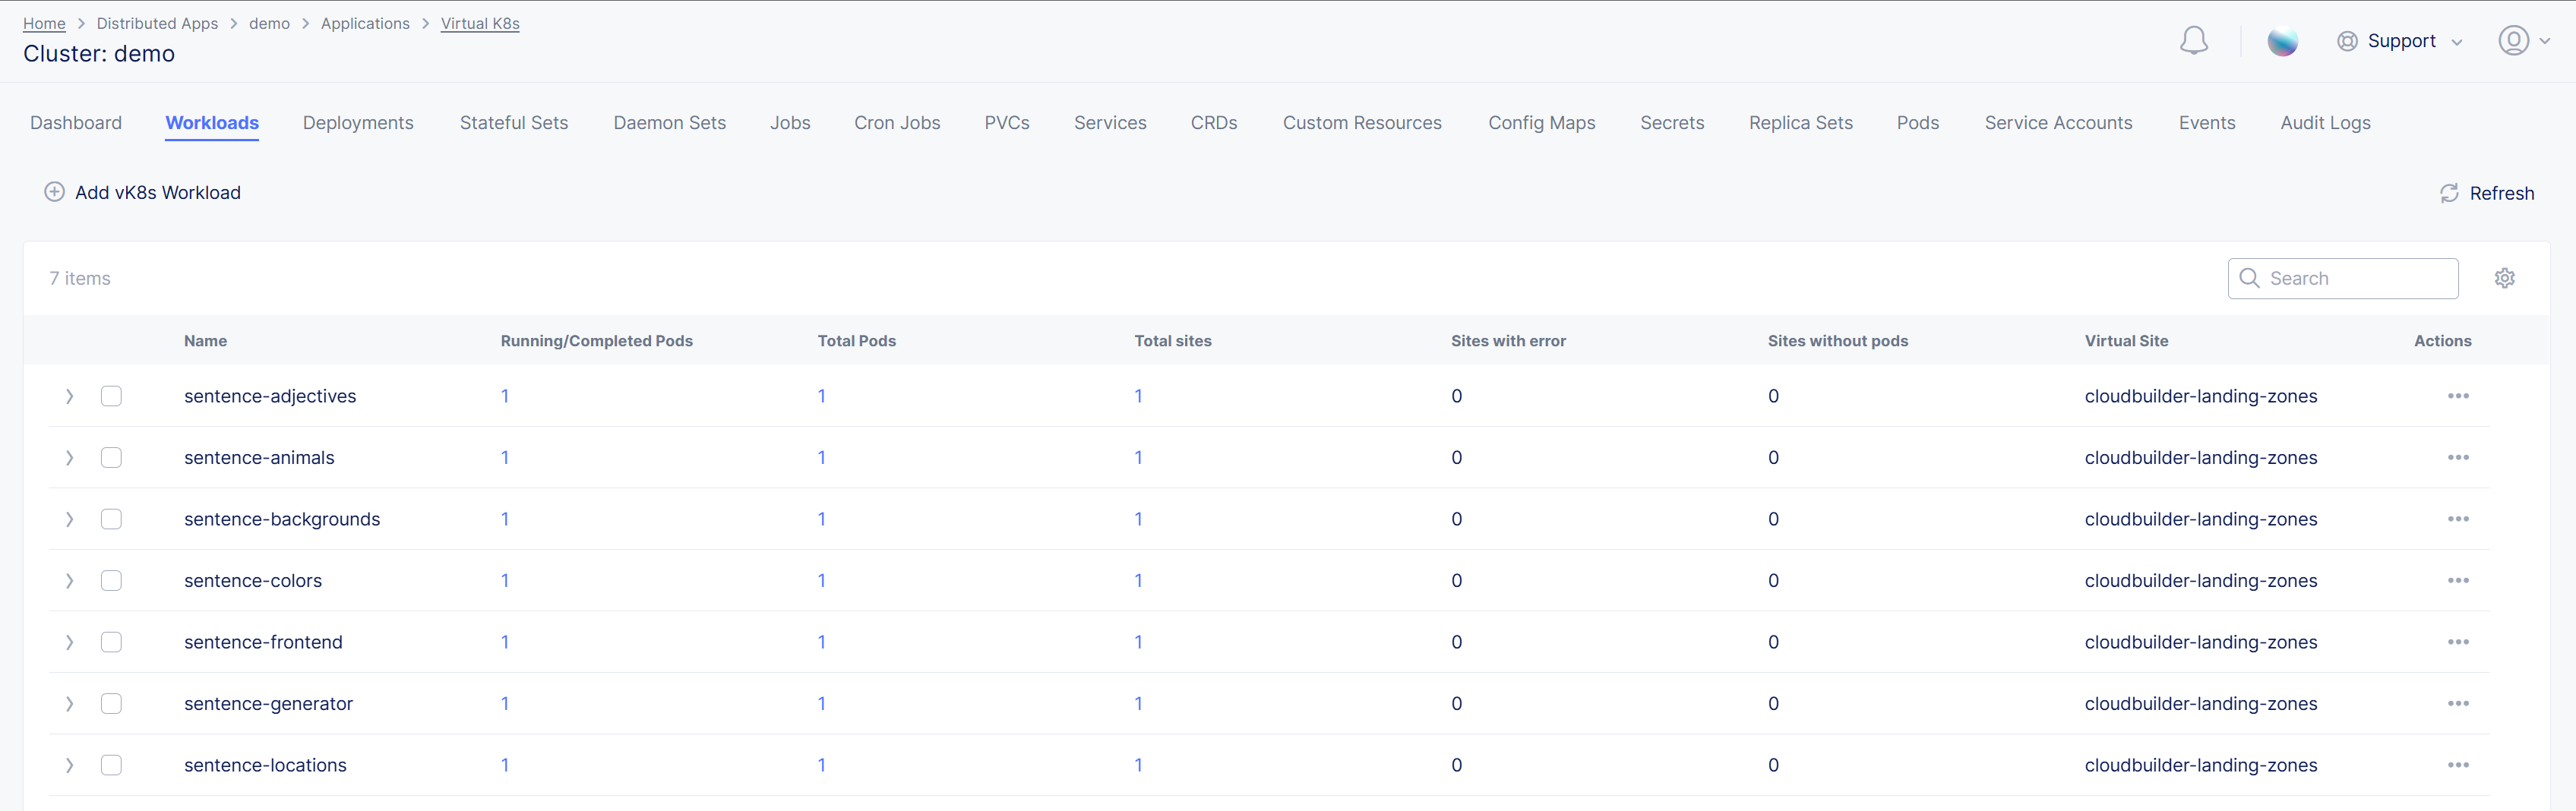 Home > Distributed Apps > demo > Applications > Virtual K8s
Cluster: demo
Support
Dashboard Workloads Deployments Stateful Sets Daemon Sets Jobs Cron Jobs PVCs Services CRDs Custom Resources Config Maps Secrets Replica Sets Pods Service Accounts Events Audit Logs
Add vK8s Workload
Refresh
7 items
Search
Name Running/Completed Pods Total Pods Total sites Sites with error Sites without pods Virtual Site Actions
sentence-adjectives 1 1 1 0 0 cloudbuilder-landing-zones
sentence-animals 1 1 1 0 0 cloudbuilder-landing-zones
sentence-backgrounds 1 1 1 0 0 cloudbuilder-landing-zones
sentence-colors 1 1 1 0 0 cloudbuilder-landing-zones
sentence-frontend 1 1 1 0 0 cloudbuilder-landing-zones
sentence-generator 1 1 1 0 0 cloudbuilder-landing-zones
sentence-locations 1 1 1 0 0 cloudbuilder-landing-zones